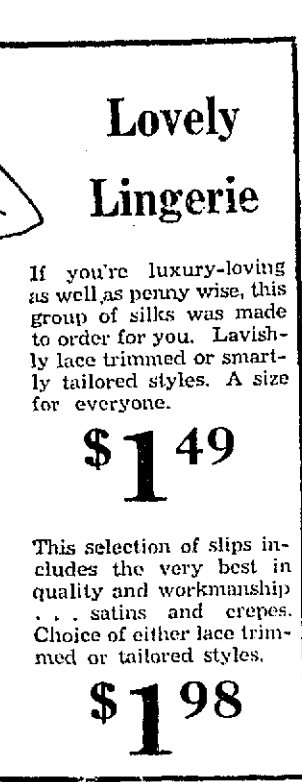 Lovely
Lingerie
If you're luxury-loving
as well as penny wise, this
group of silks was made
to order for you. Lavish-
ly lace trimmed or smart-
ly tailored styles. A size
for everyone.
$1 49
This selection of slips in-
cludes the very best in
quality and workmanship
. . . satins and crepes.
Choice of either lace trim-
med or tailored styles.
$1 98